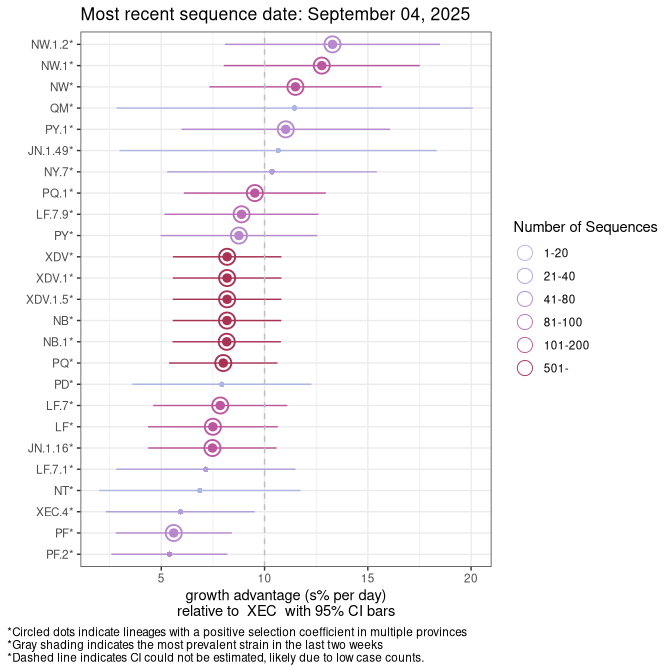 Most recent sequence date: September 04, 2025
NW.1.2*
NW.1*
NW*
QM*
PY.1*
JN.1.49*
NY.7*
PQ.1*
LF.7.9*
PY*
XDV*
XDV.1*
XDV.1.5*
NB*
NB.1*
PQ*
PD*
LF.7*
LF*
JN.1.16*
LF.7.1*
NT*
XEC.4*
PF*
PF.2*
5 10 15 20
growth advantage (s% per day)
relative to XEC with 95% CI bars
Number of Sequences
1-20
21-40
41-80
81-100
101-200
501-
*Circled dots indicate lineages with a positive selection coefficient in multiple provinces
*Gray shading indicates the most prevalent strain in the last two weeks
*Dashed line indicates CI could not be estimated, likely due to low case counts.